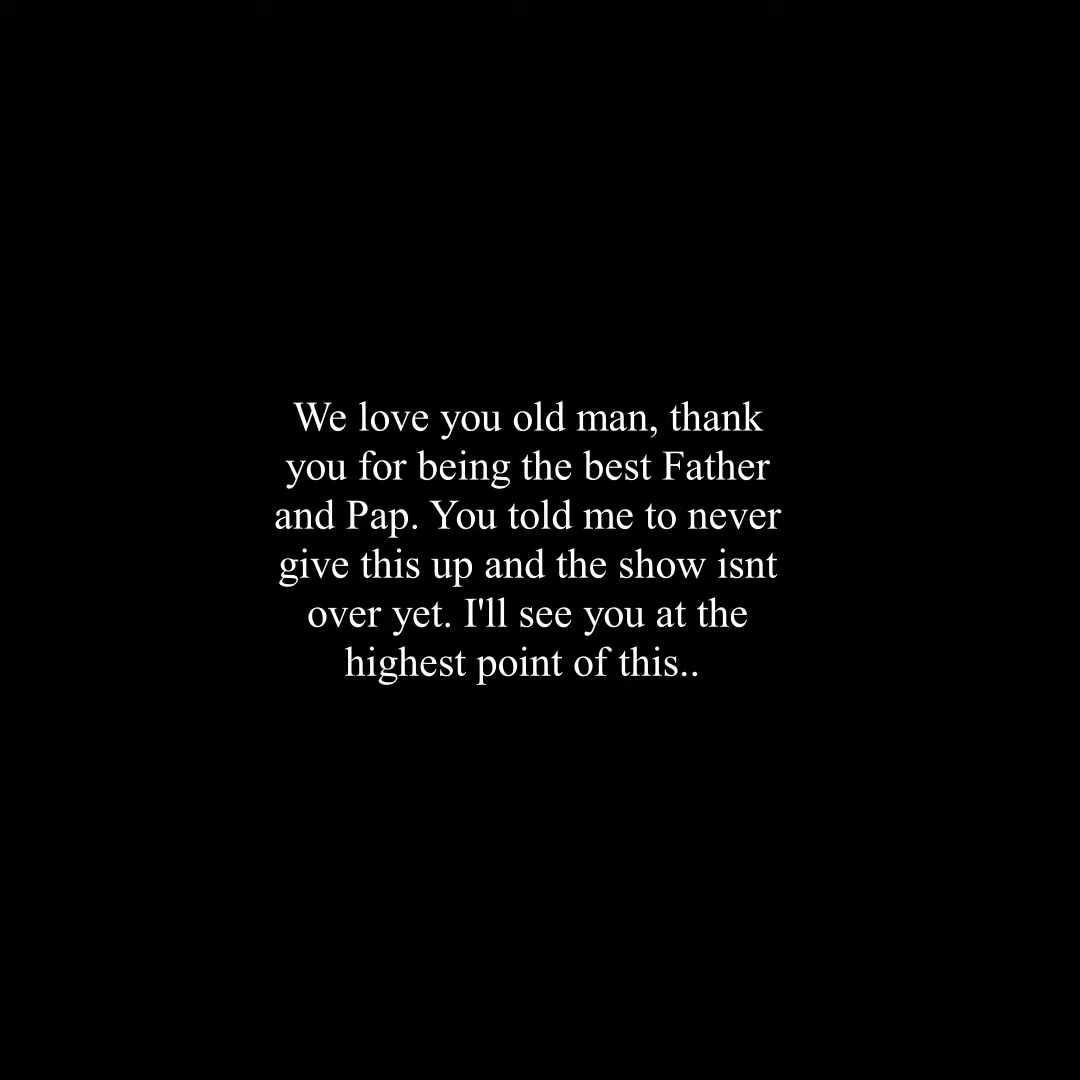 We love you old man, thank
you for being the best Father
and Pap. You told me to never
give this up and the show isnt
over yet. I'll see you at the
highest point of this..